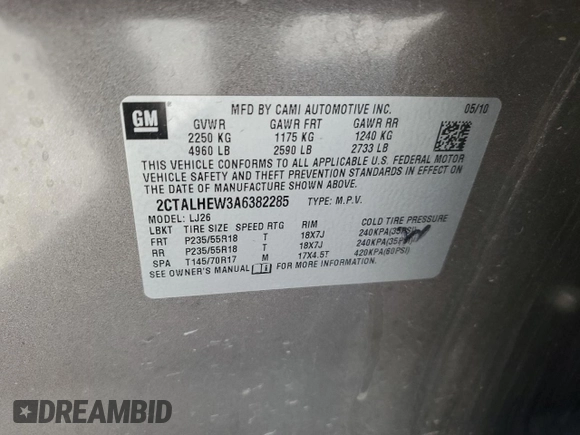 GM
MFD BY CAMI AUTOMOTIVE INC. 05/10
GVWR GAWR FRT GAWR RR
2250 KG 1175 KG 1240 KG
4960 LB 2590 LB 2733 LB
THIS VEHICLE CONFORMS TO ALL APPLICABLE U.S. FEDERAL MOTOR
VEHICLE SAFETY AND THEFT PREVENTION STANDARDS IN EFFECT ON
THE DATE OF MANUFACTURE SHOWN ABOVE.
2CTALHEW3A6382285 TYPE: M.P.V.
MODEL: LJ26
LBKT TIRE SIZE SPEED RTG RIM COLD TIRE PRESSURE
FRT P235/55R18 T 18X7J 240KPA(35PSI)
RR P235/55R18 T 18X7J 240KPA(35PSI)
SPA T145/70R17 M 17X4.5T 420KPA(60PSI)
SEE OWNER'S MANUAL FOR MORE INFORMATION.
DREAMBID